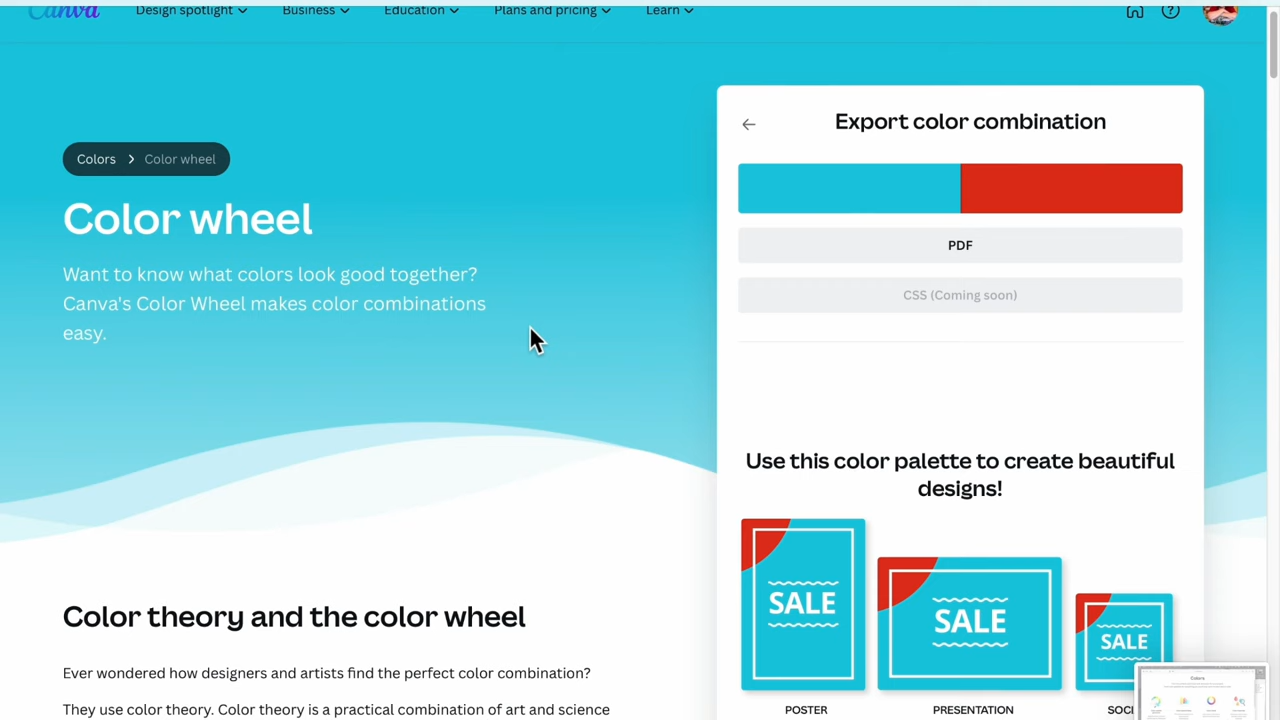 Canva
Design spotlight
Business
Education
Plans and pricing
Learn
Colors
Color wheel
Color wheel
Want to know what colors look good together?
Canva's Color Wheel makes color combinations
easy.
Export color combination
PDF
CSS (Coming soon)
Use this color palette to create beautiful
designs!
SALE
SALE
SALE
POSTER
PRESENTATION
SOCI
Color theory and the color wheel
Ever wondered how designers and artists find the perfect color combination?
They use color theory. Color theory is a practical combination of art and science
Colors